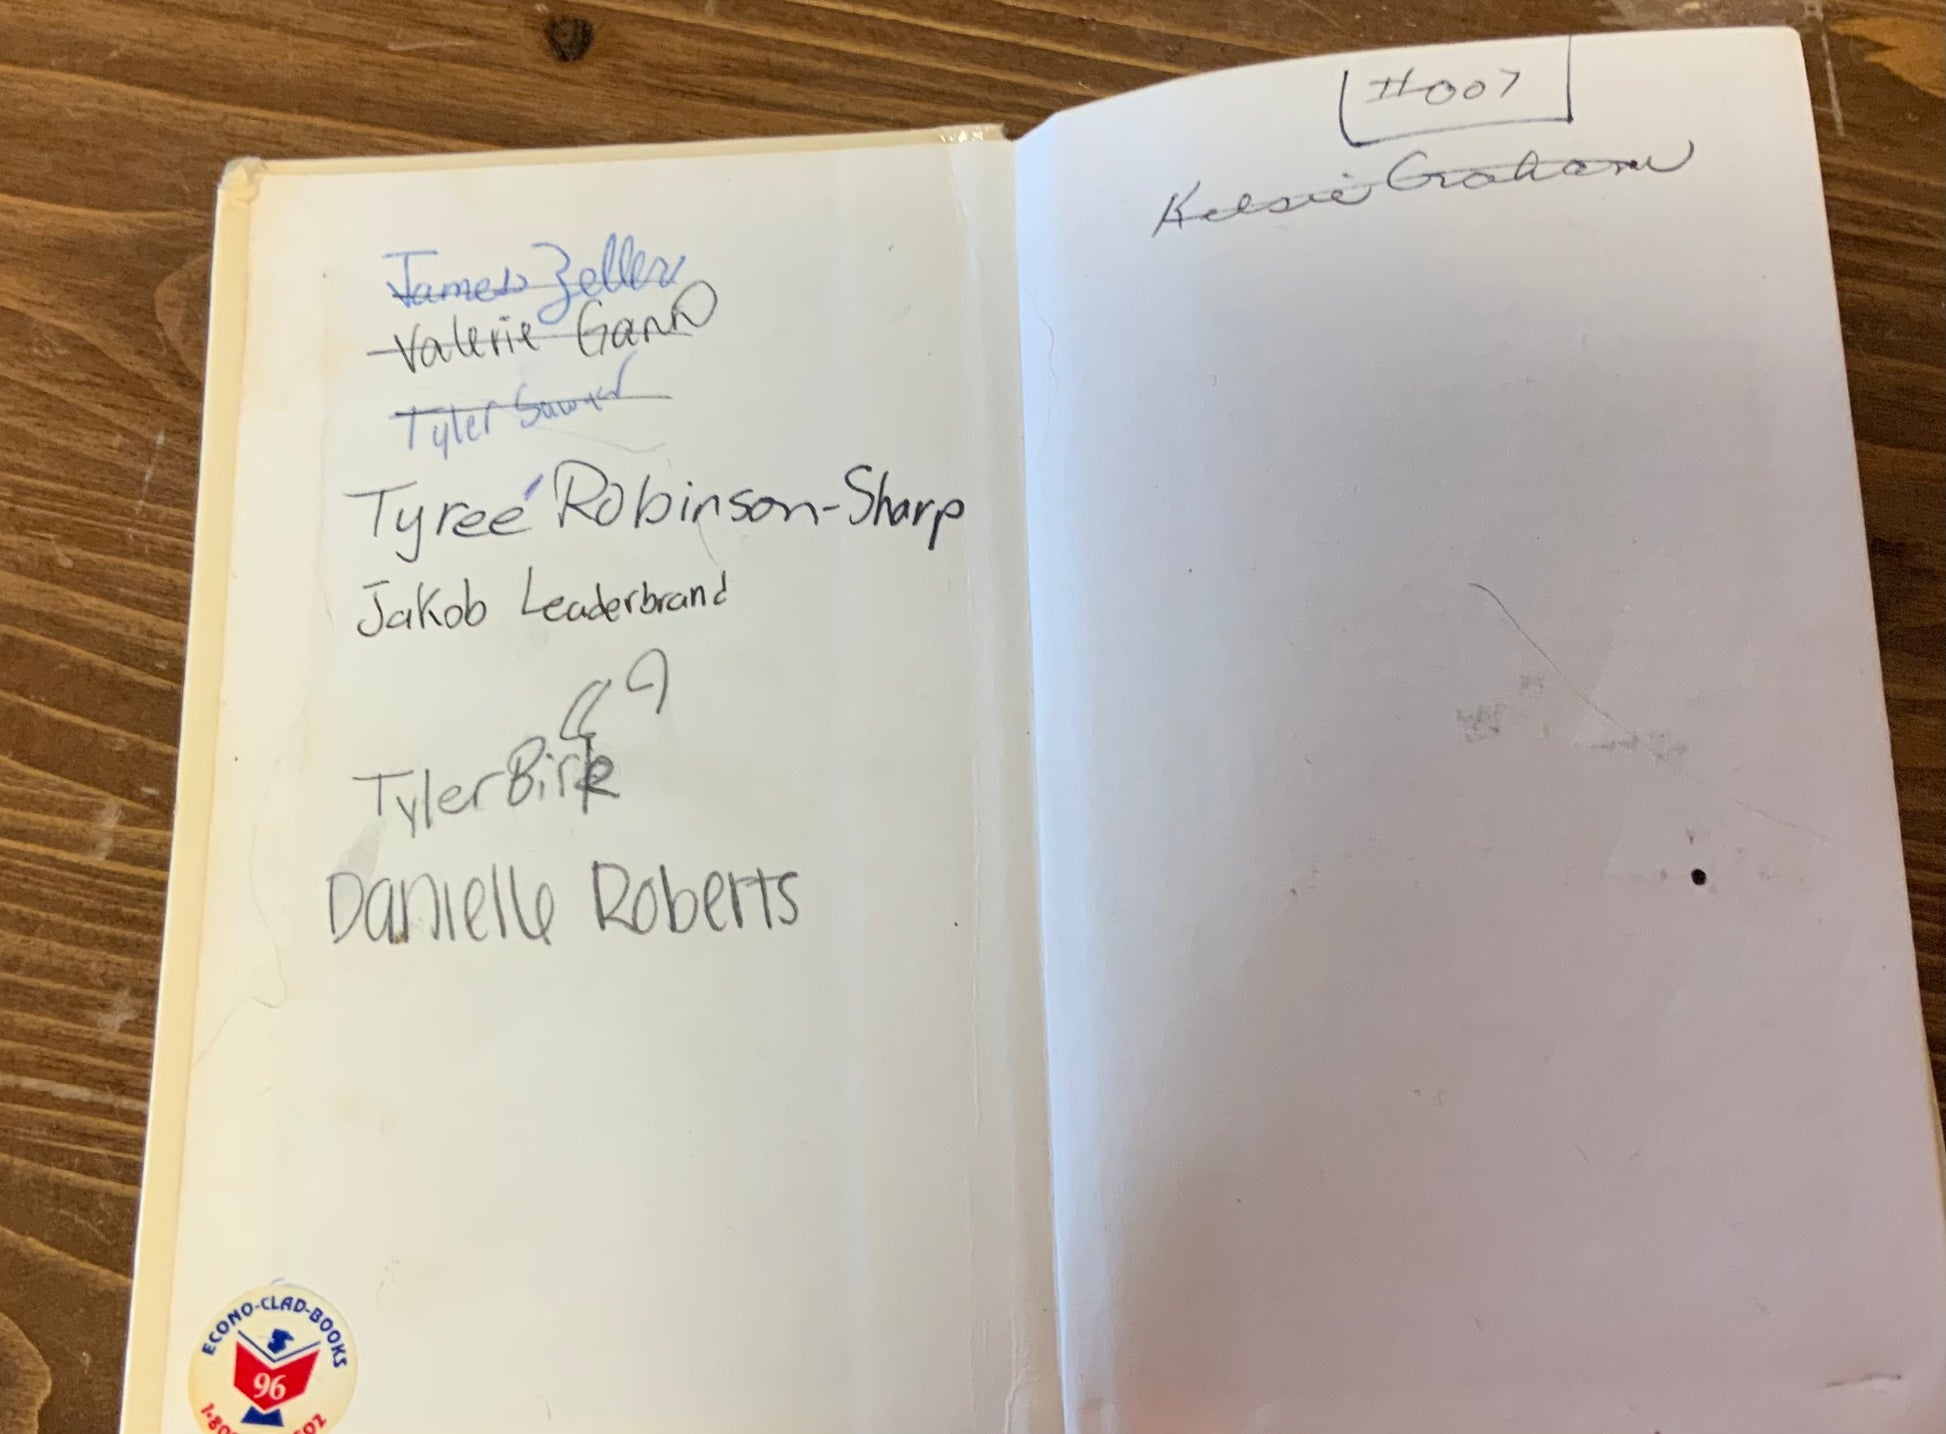 James Zeller
Valerie Gann
Tyler
Tyreé Robinson-Sharp
Jakob Leaderbrand
Tyler Birk
Danielle Roberts
ECONO-CLAD-BOOKS
96
#007
Kelsie Graham